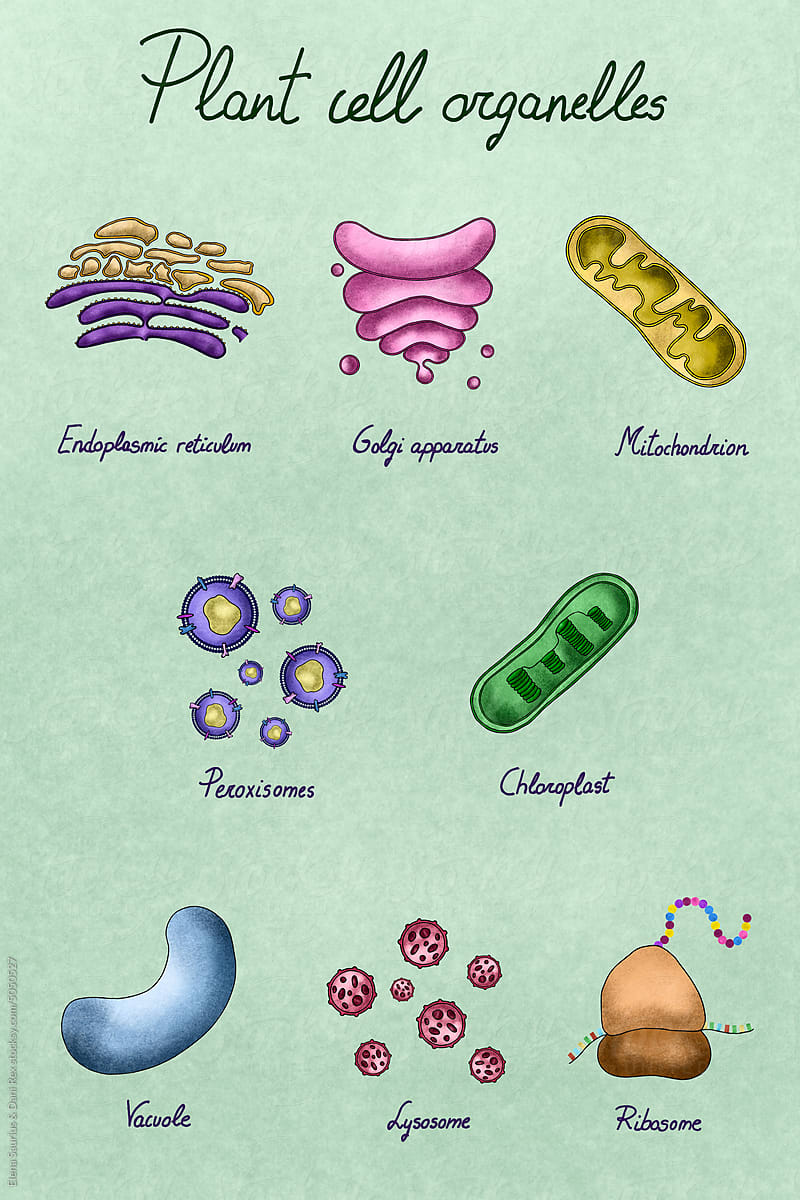 Plant cell organelles
Endoplasmic reticulum
Golgi apparatus
Mitochondrion
Peroxisomes
Chloroplast
Vacuole
Lysosome
Ribosome
Elena Saurius & Dani Rex stocksy.com/5050527